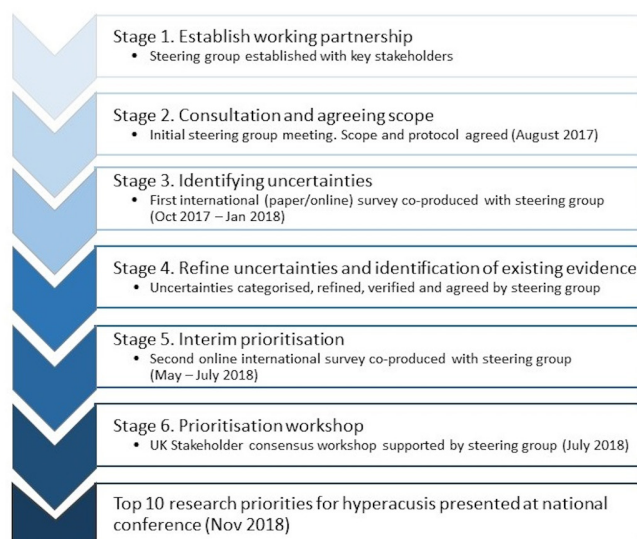 Stage 1. Establish working partnership
• Steering group established with key stakeholders
Stage 2. Consultation and agreeing scope
• Initial steering group meeting. Scope and protocol agreed (August 2017)
Stage 3. Identifying uncertainties
• First international (paper/online) survey co-produced with steering group
(Oct 2017 – Jan 2018)
Stage 4. Refine uncertainties and identification of existing evidence
• Uncertainties categorised, refined, verified and agreed by steering group
Stage 5. Interim prioritisation
• Second online international survey co-produced with steering group
(May – July 2018)
Stage 6. Prioritisation workshop
• UK Stakeholder consensus workshop supported by steering group (July 2018)
Top 10 research priorities for hyperacusis presented at national
conference (Nov 2018)